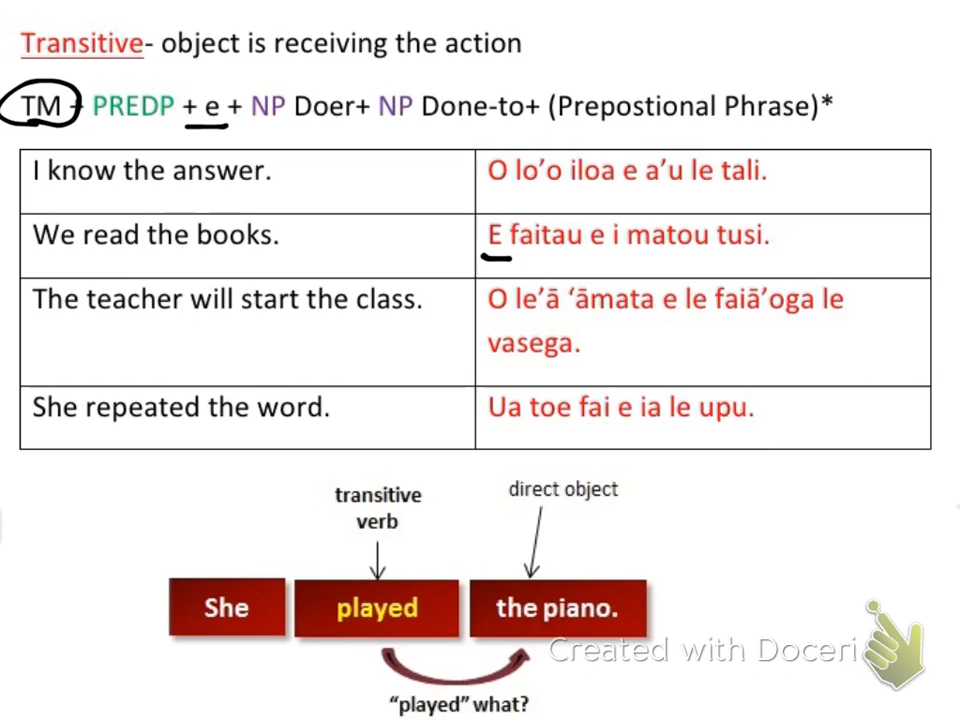 Transitive- object is receiving the action
TM + PREDP + e + NP Doer+ NP Done-to+ (Prepostional Phrase)*
I know the answer. O lo’o iloa e a’u le tali.
We read the books. E faitau e i matou tusi.
The teacher will start the class. O le’ā ‘āmata e le faiā’oga le
vasega.
She repeated the word. Ua toe fai e ia le upu.
transitive
verb
direct object
She played the piano.
Created with Doceri
“played” what?